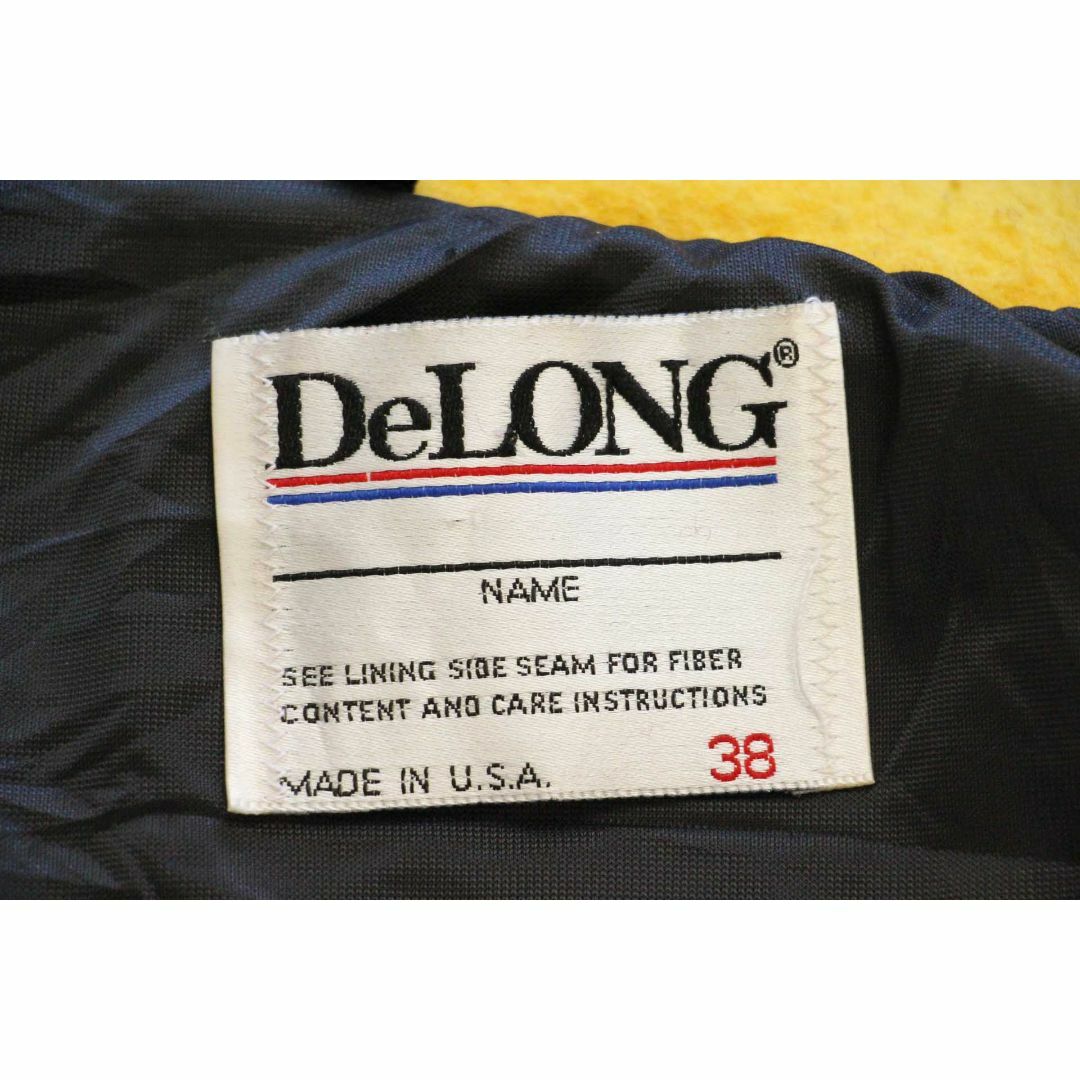 DeLONG®
NAME
SEE LINING SIDE SEAM FOR FIBER
CONTENT AND CARE INSTRUCTIONS
38
MADE IN U.S.A.